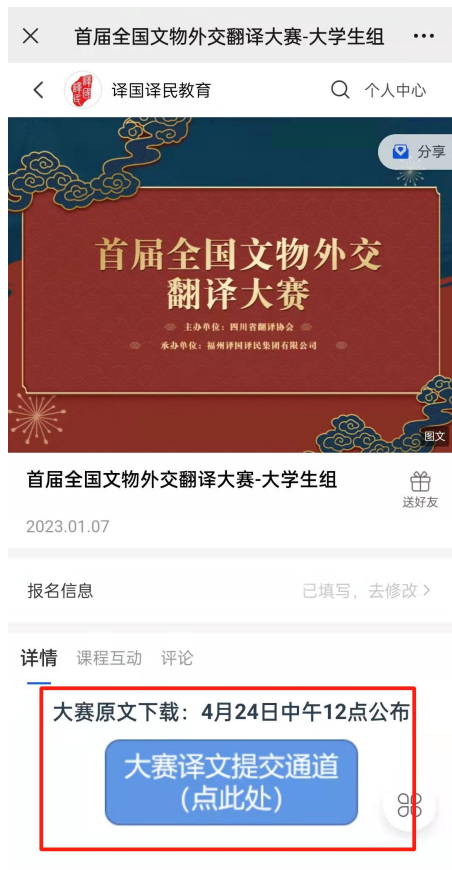 首届全国文物外交翻译大赛-大学生组
译国译民教育
个人中心
分享
首届全国文物外交
翻译大赛
主办单位：四川省翻译协会
承办单位：福州译国译民集团有限公司
图文
首届全国文物外交翻译大赛-大学生组
送好友
2023.01.07
报名信息
已填写，去修改
详情 课程互动 评论
大赛原文下载：4月24日中午12点公布
大赛译文提交通道
（点此处）